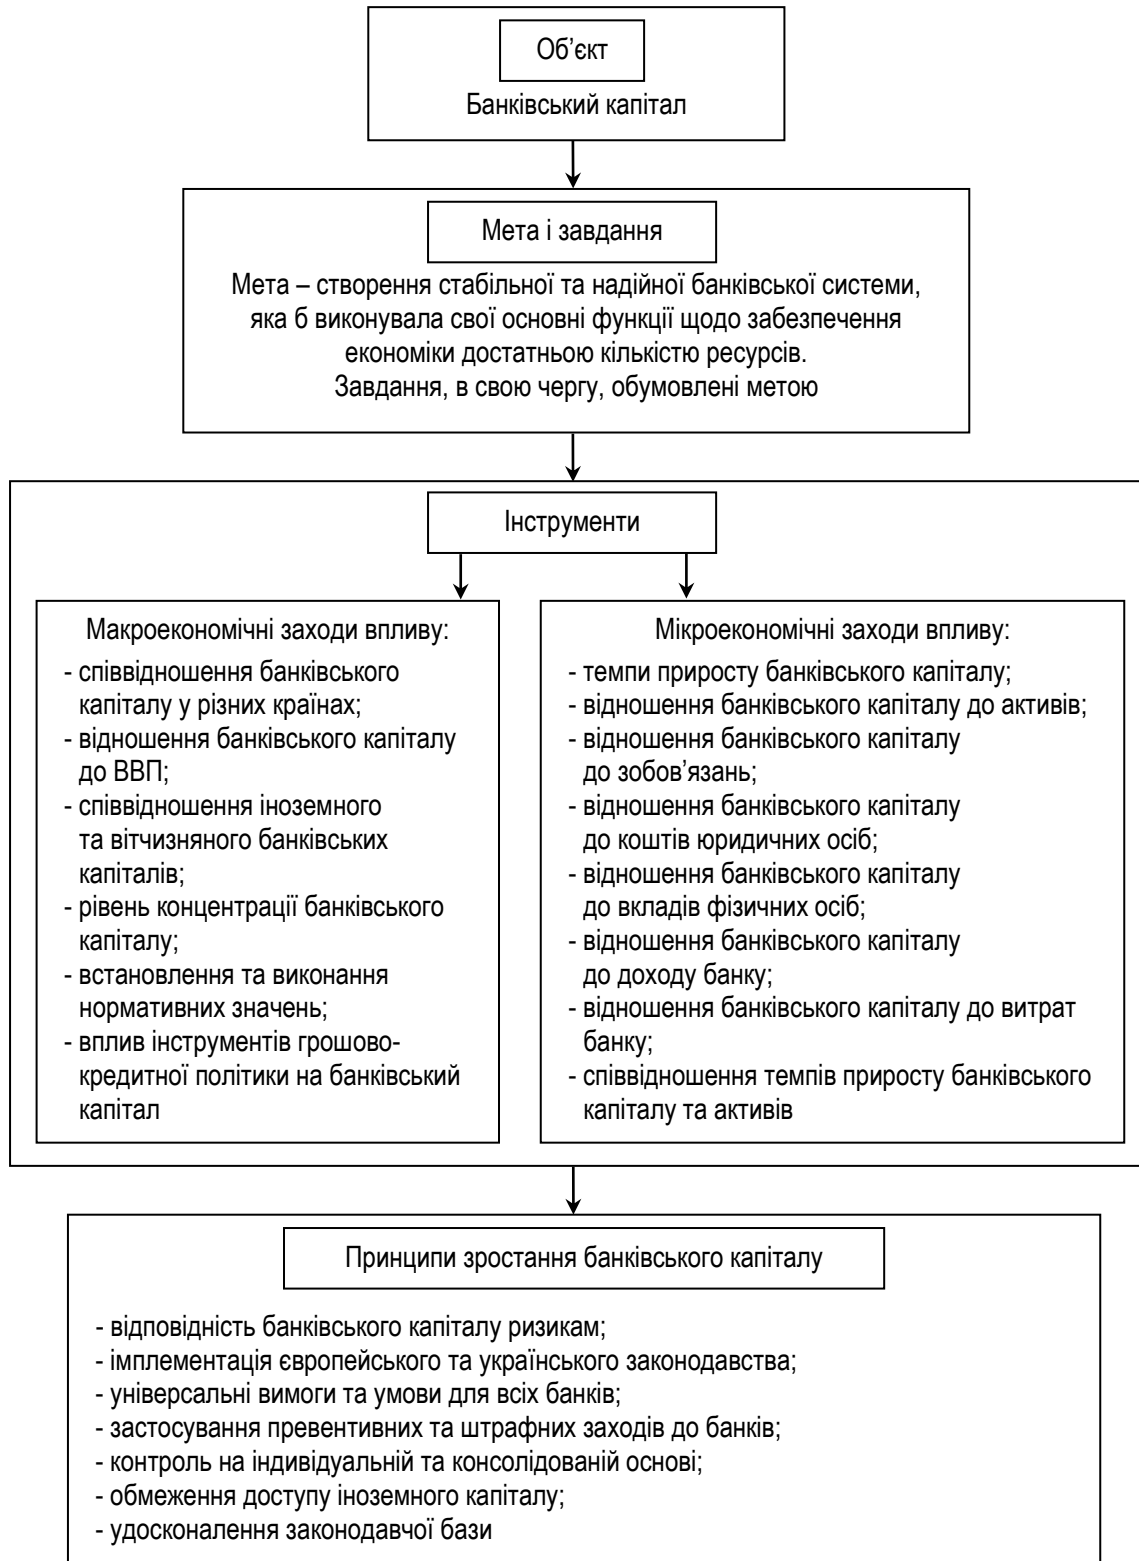 Об’єкт
Банківський капітал
Мета і завдання
Мета – створення стабільної та надійної банківської системи,
яка б виконувала свої основні функції щодо забезпечення
економіки достатньою кількістю ресурсів.
Завдання, в свою чергу, обумовлені метою
Інструменти
Макроекономічні заходи впливу:
- співвідношення банківського
капіталу у різних країнах;
- відношення банківського капіталу
до ВВП;
- співвідношення іноземного
та вітчизняного банківських
капіталів;
- рівень концентрації банківського
капіталу;
- встановлення та виконання
нормативних значень;
- вплив інструментів грошово-
кредитної політики на банківський
капітал
Мікроекономічні заходи впливу:
- темпи приросту банківського капіталу;
- відношення банківського капіталу до активів;
- відношення банківського капіталу
до зобов’язань;
- відношення банківського капіталу
до коштів юридичних осіб;
- відношення банківського капіталу
до вкладів фізичних осіб;
- відношення банківського капіталу
до доходу банку;
- відношення банківського капіталу до витрат
банку;
- співвідношення темпів приросту банківського
капіталу та активів
Принципи зростання банківського капіталу
- відповідність банківського капіталу ризикам;
- імплементація європейського та українського законодавства;
- універсальні вимоги та умови для всіх банків;
- застосування превентивних та штрафних заходів до банків;
- контроль на індивідуальній та консолідованій основі;
- обмеження доступу іноземного капіталу;
- удосконалення законодавчої бази